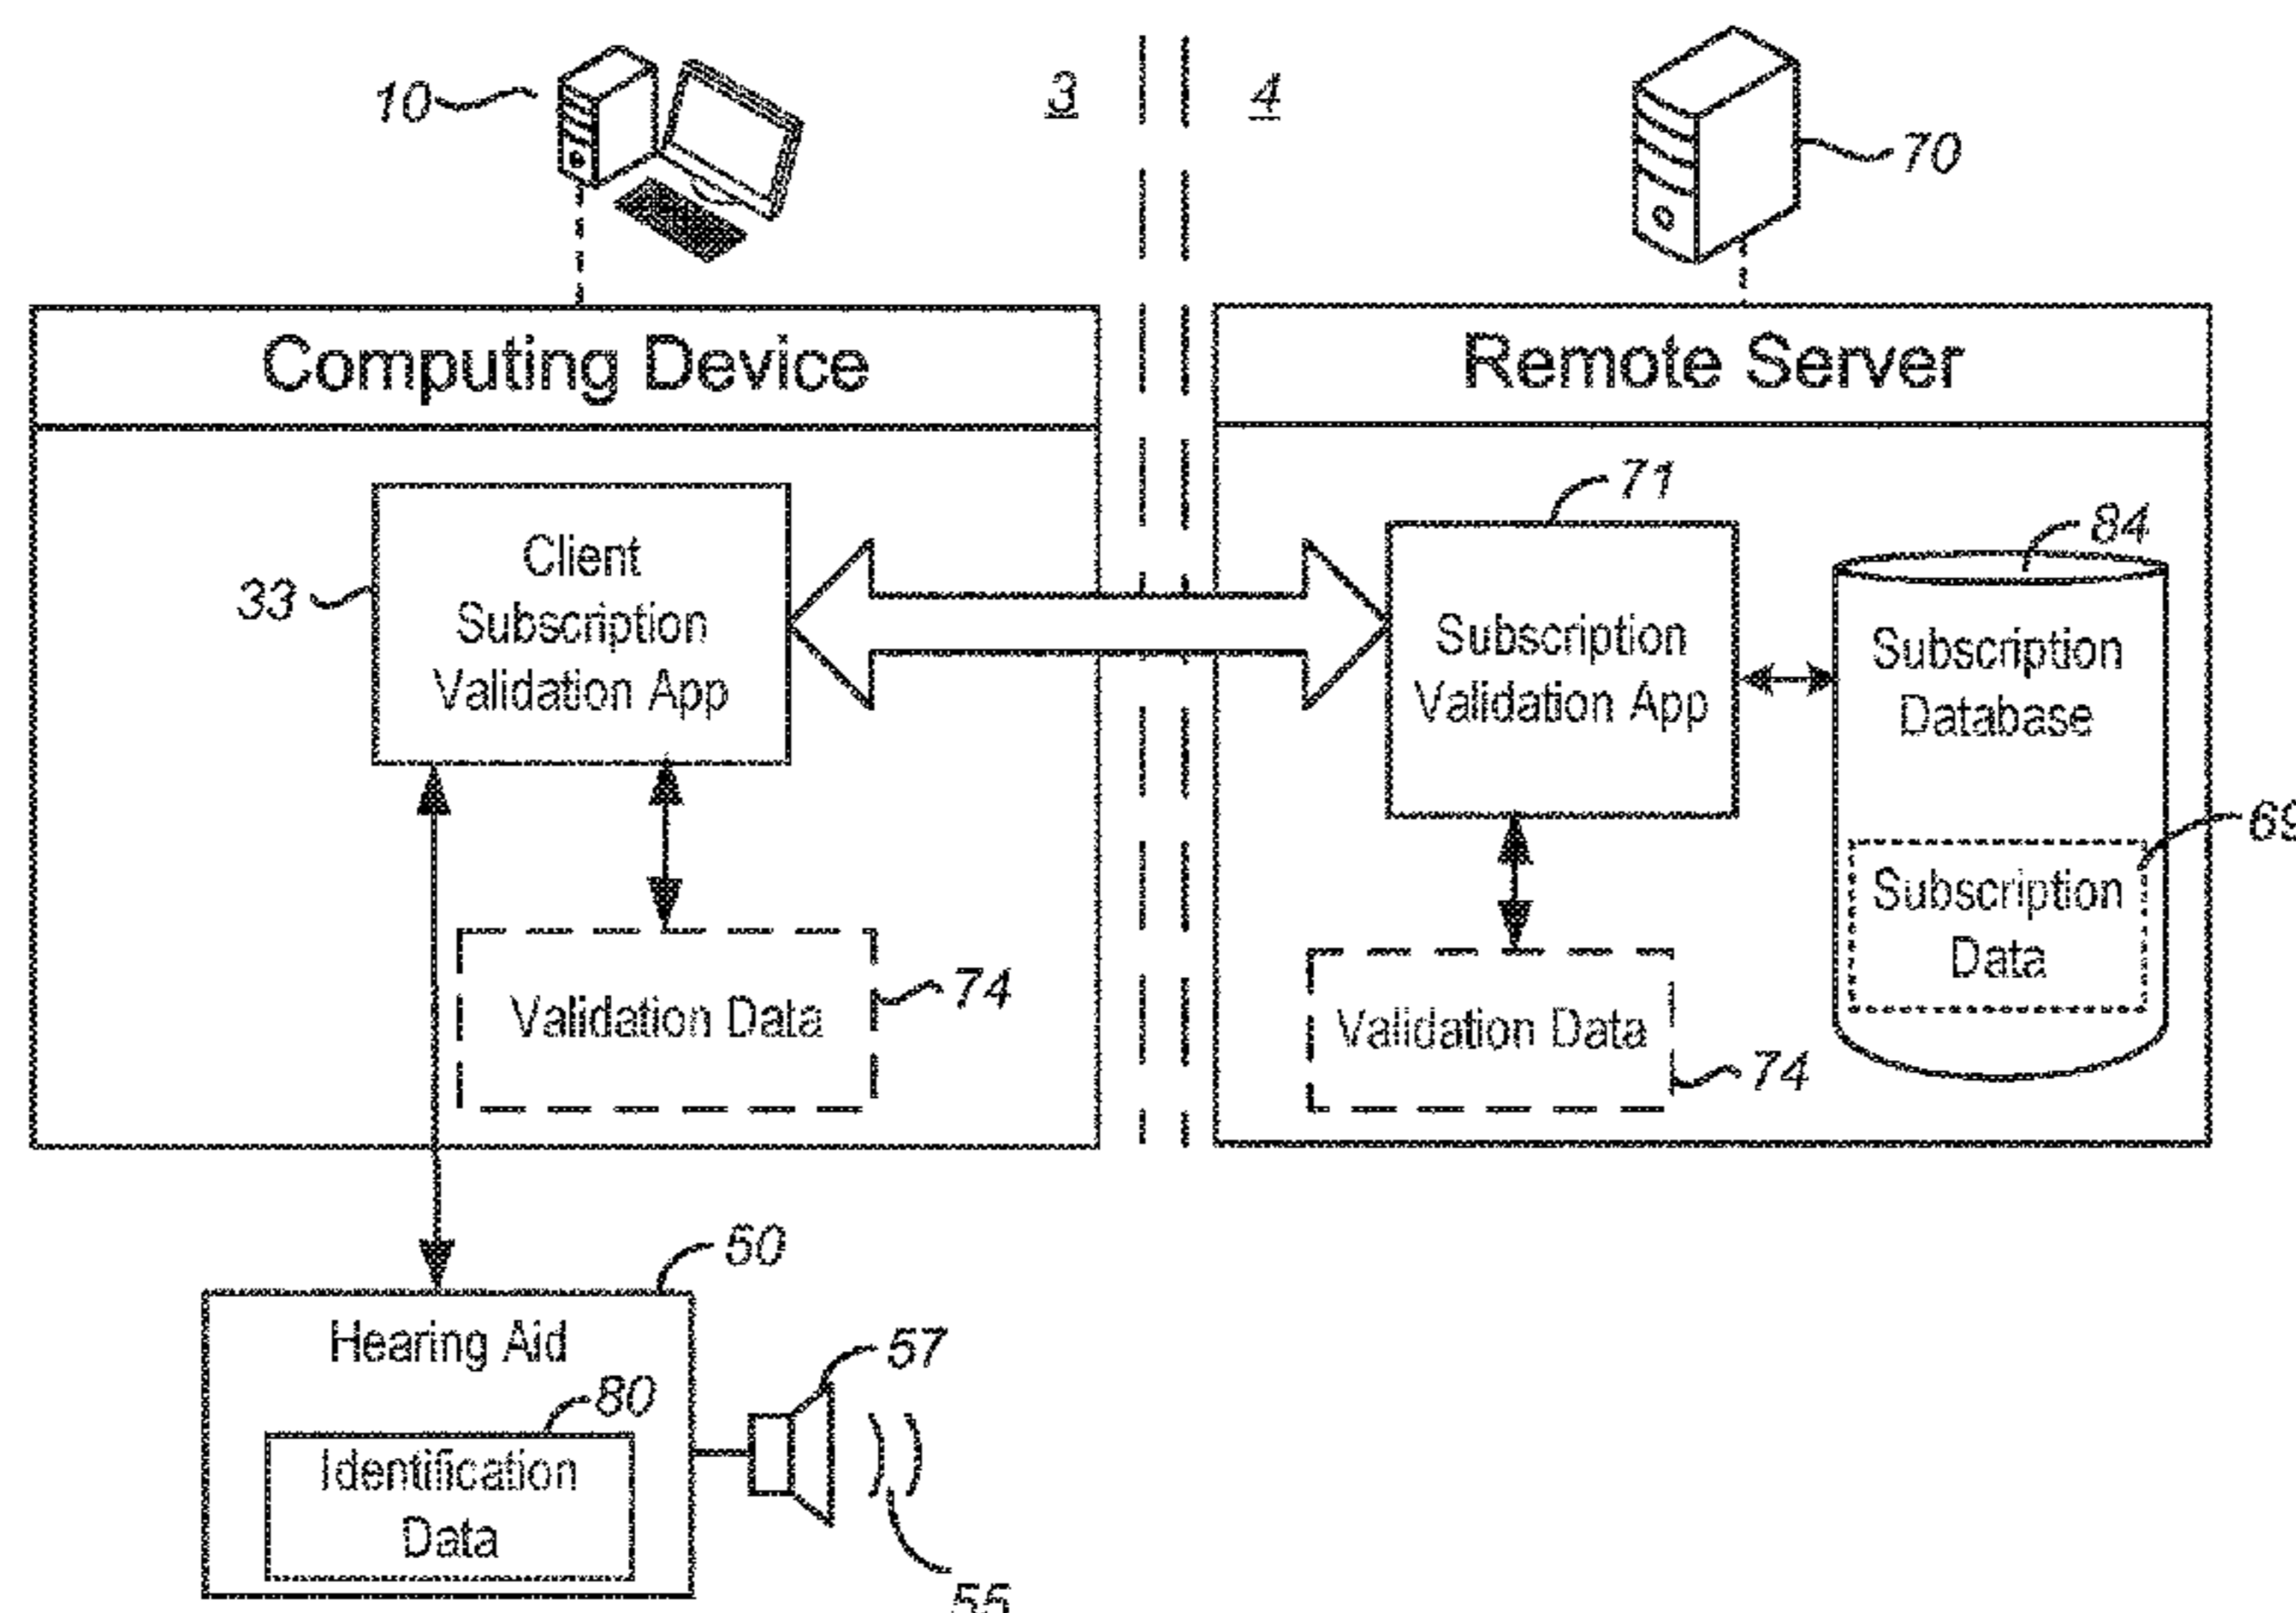 10
3
4
70
Computing Device
Remote Server
33
Client
Subscription
Validation App
71
Subscription
Validation App
84
Subscription
Database
69
Subscription
Data
Validation Data
74
Validation Data
74
50
Hearing Aid
57
80
Identification
Data
55